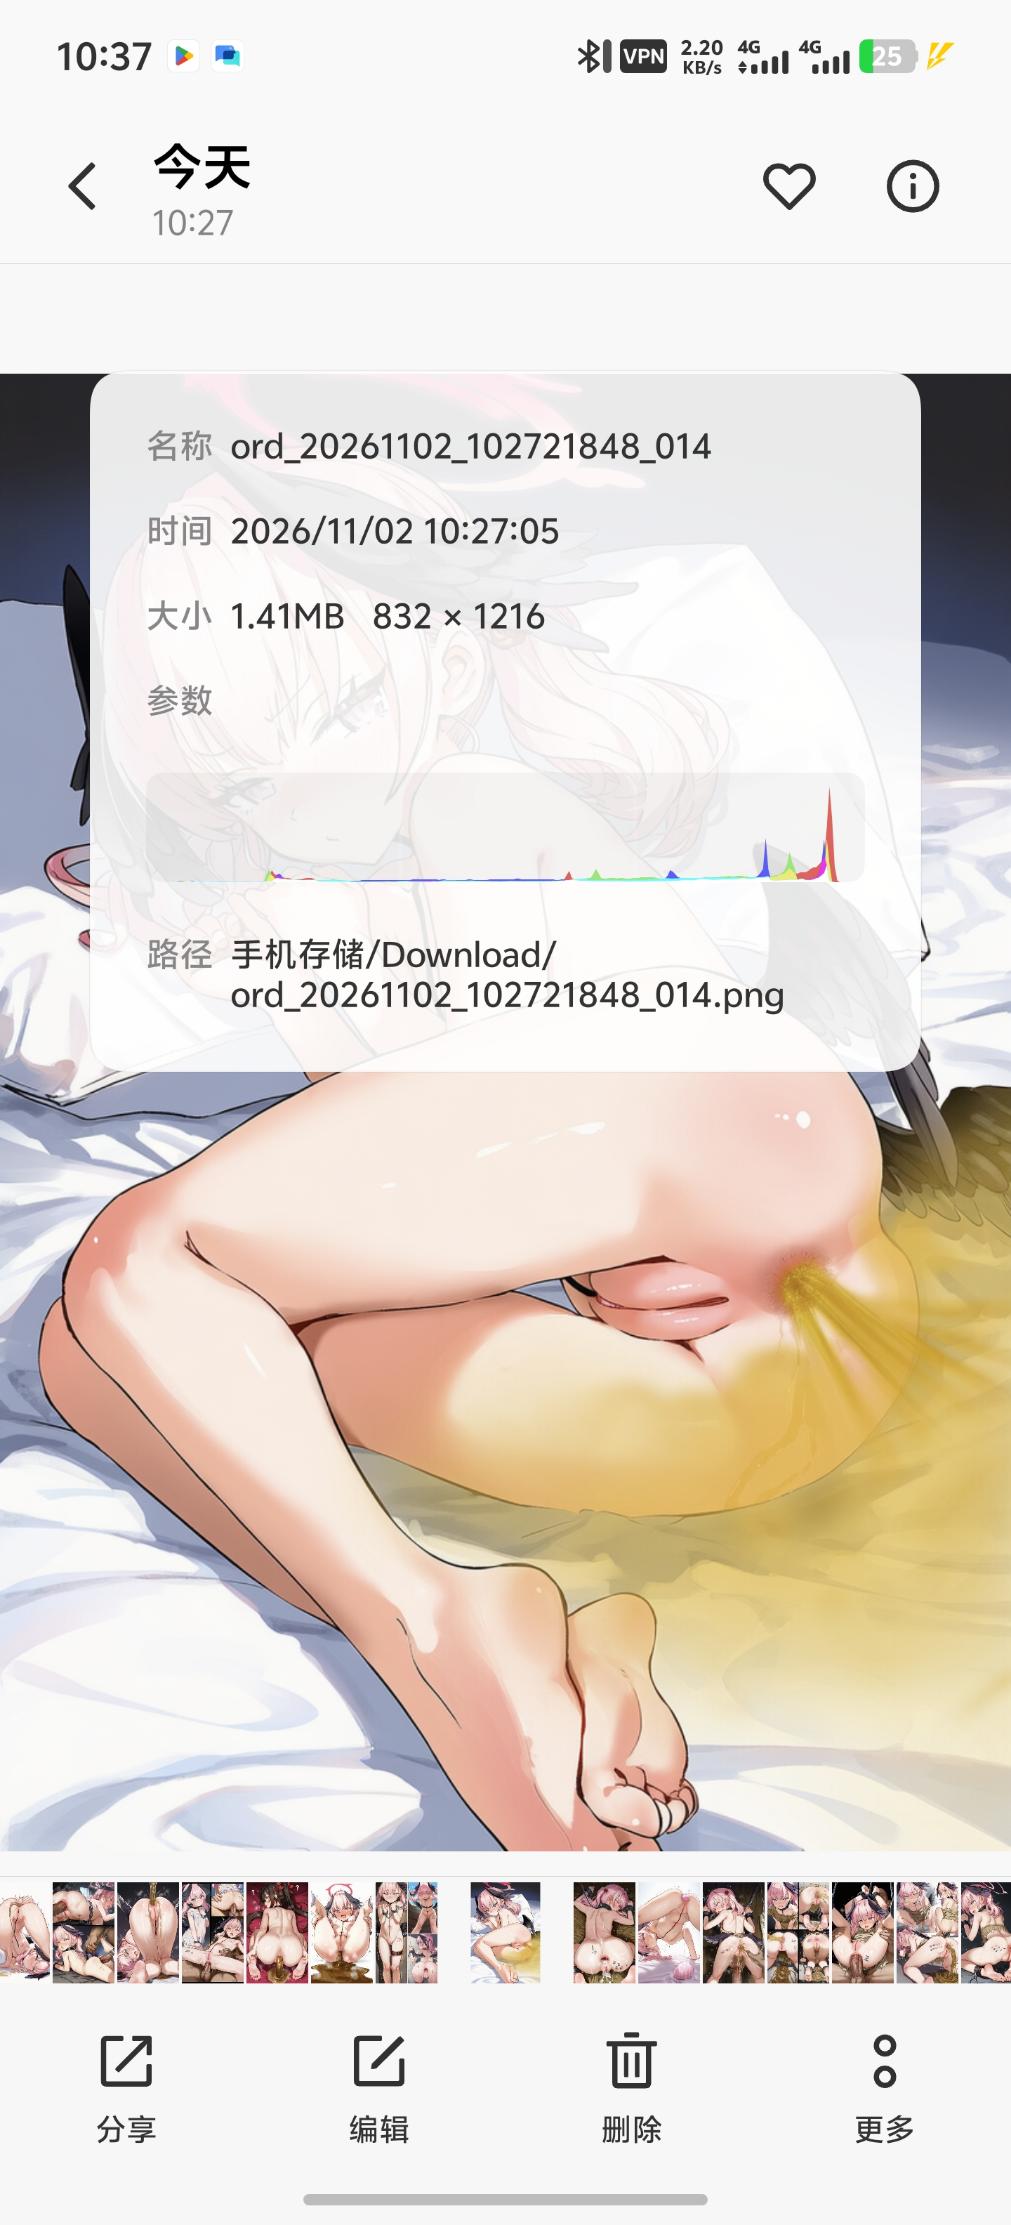 10:37
VPN
2.20
KB/s
4G
4G
25
今天
10:27
名称 ord_20261102_102721848_014
时间 2026/11/02 10:27:05
大小 1.41MB 832 × 1216
参数
路径 手机存储/Download/
ord_20261102_102721848_014.png
分享
编辑
删除
更多